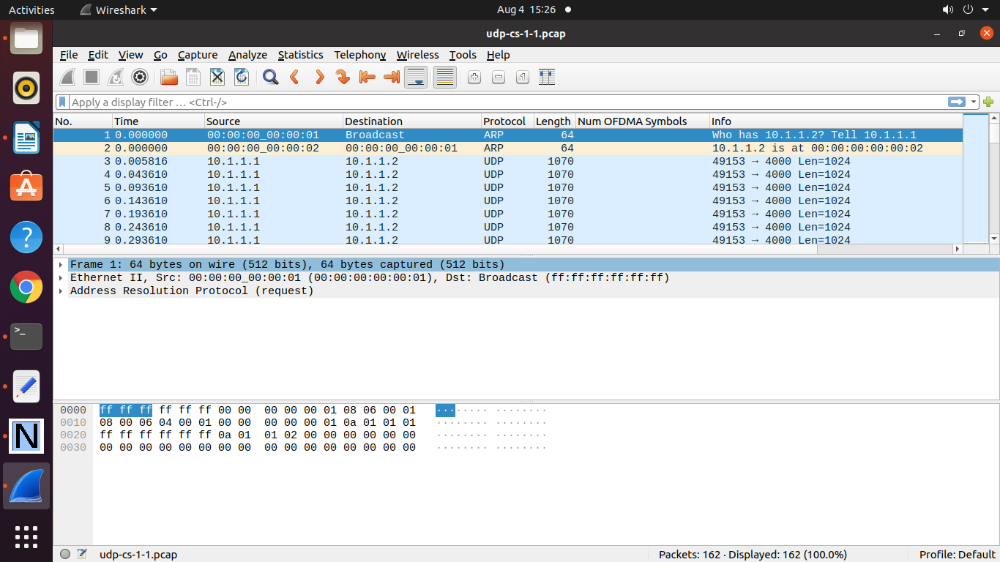 Activities Wireshark Aug 4 15:26
udp-cs-1-1.pcap
File Edit View Go Capture Analyze Statistics Telephony Wireless Tools Help
Apply a display filter … <Ctrl-/>
No. Time Source Destination Protocol Length Num OFDMA Symbols Info
1 0.000000 00:00:00_00:00:01 Broadcast ARP 64 Who has 10.1.1.2? Tell 10.1.1.1
2 0.000000 00:00:00_00:00:02 00:00:00_00:00:01 ARP 64 10.1.1.2 is at 00:00:00:00:00:02
3 0.005816 10.1.1.1 10.1.1.2 UDP 1070 49153 → 4000 Len=1024
4 0.043610 10.1.1.1 10.1.1.2 UDP 1070 49153 → 4000 Len=1024
5 0.093610 10.1.1.1 10.1.1.2 UDP 1070 49153 → 4000 Len=1024
6 0.143610 10.1.1.1 10.1.1.2 UDP 1070 49153 → 4000 Len=1024
7 0.193610 10.1.1.1 10.1.1.2 UDP 1070 49153 → 4000 Len=1024
8 0.243610 10.1.1.1 10.1.1.2 UDP 1070 49153 → 4000 Len=1024
9 0.293610 10.1.1.1 10.1.1.2 UDP 1070 49153 → 4000 Len=1024
Frame 1: 64 bytes on wire (512 bits), 64 bytes captured (512 bits)
Ethernet II, Src: 00:00:00_00:00:01 (00:00:00:00:00:01), Dst: Broadcast (ff:ff:ff:ff:ff:ff)
Address Resolution Protocol (request)
0000 ff ff ff ff ff ff 00 00 00 00 00 01 08 06 00 01 ········ ········
0010 08 00 06 04 00 01 00 00 00 00 00 01 0a 01 01 01 ········ ········
0020 ff ff ff ff ff ff 0a 01 01 02 00 00 00 00 00 00 ········ ········
0030 00 00 00 00 00 00 00 00 00 00 00 00 00 00 00 00 ········ ········
udp-cs-1-1.pcap Packets: 162 · Displayed: 162 (100.0%) Profile: Default